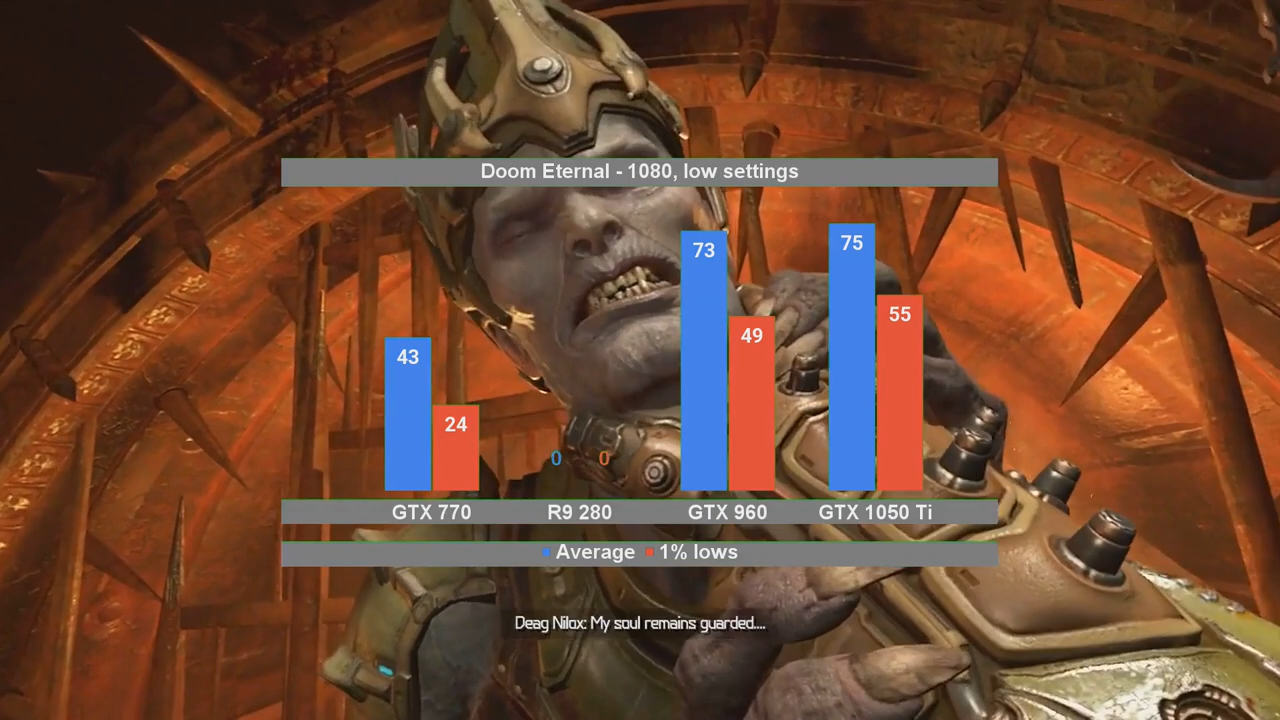 Doom Eternal - 1080, low settings
73 75
55
49
43
24
0 0
GTX 770 R9 280 GTX 960 GTX 1050 Ti
Average 1% lows
Deag Nilox: My soul remains guarded....